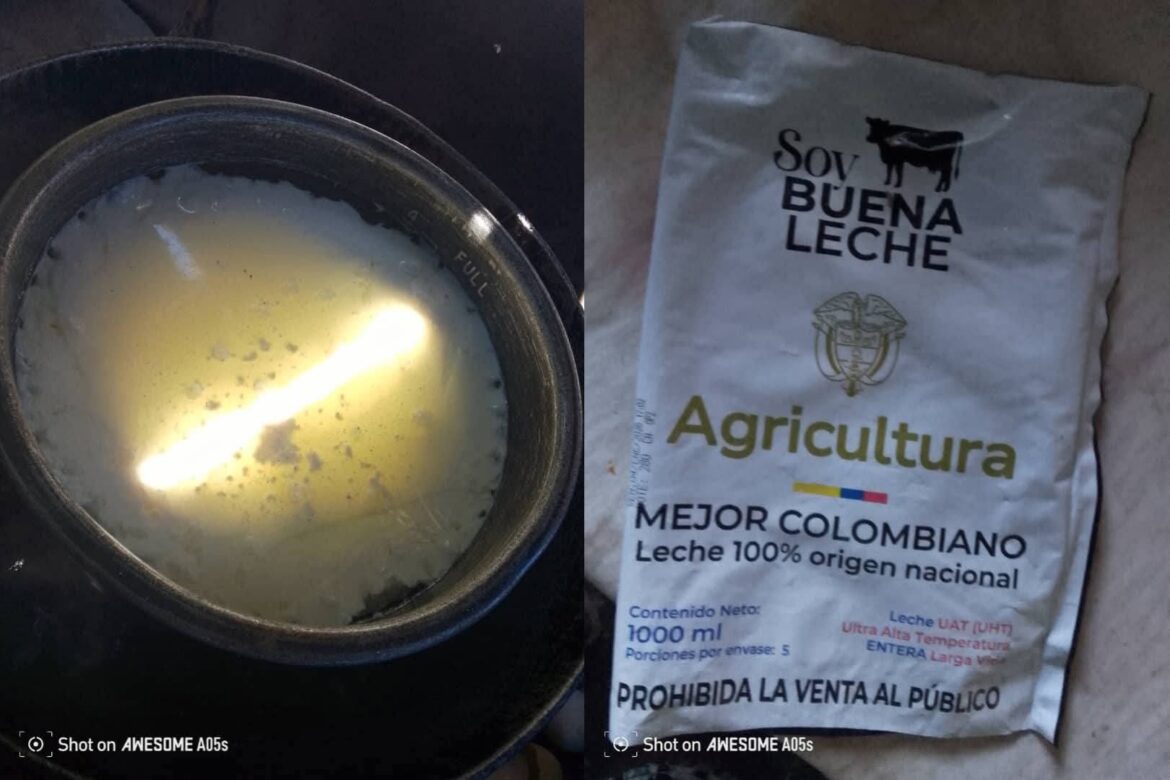 FULL
Shot on AWESOME A05s
Soy
BUENA
LECHE
Agricultura
MEJOR COLOMBIANO
Leche 100% origen nacional
Contenido Neto:
1000 ml
Porciones por envase: 5
Leche UAT (UHT)
Ultra Alta Temperatura
ENTERA Larga Vida
PROHIBIDA LA VENTA AL PÚBLICO
Shot on AWESOME A05s